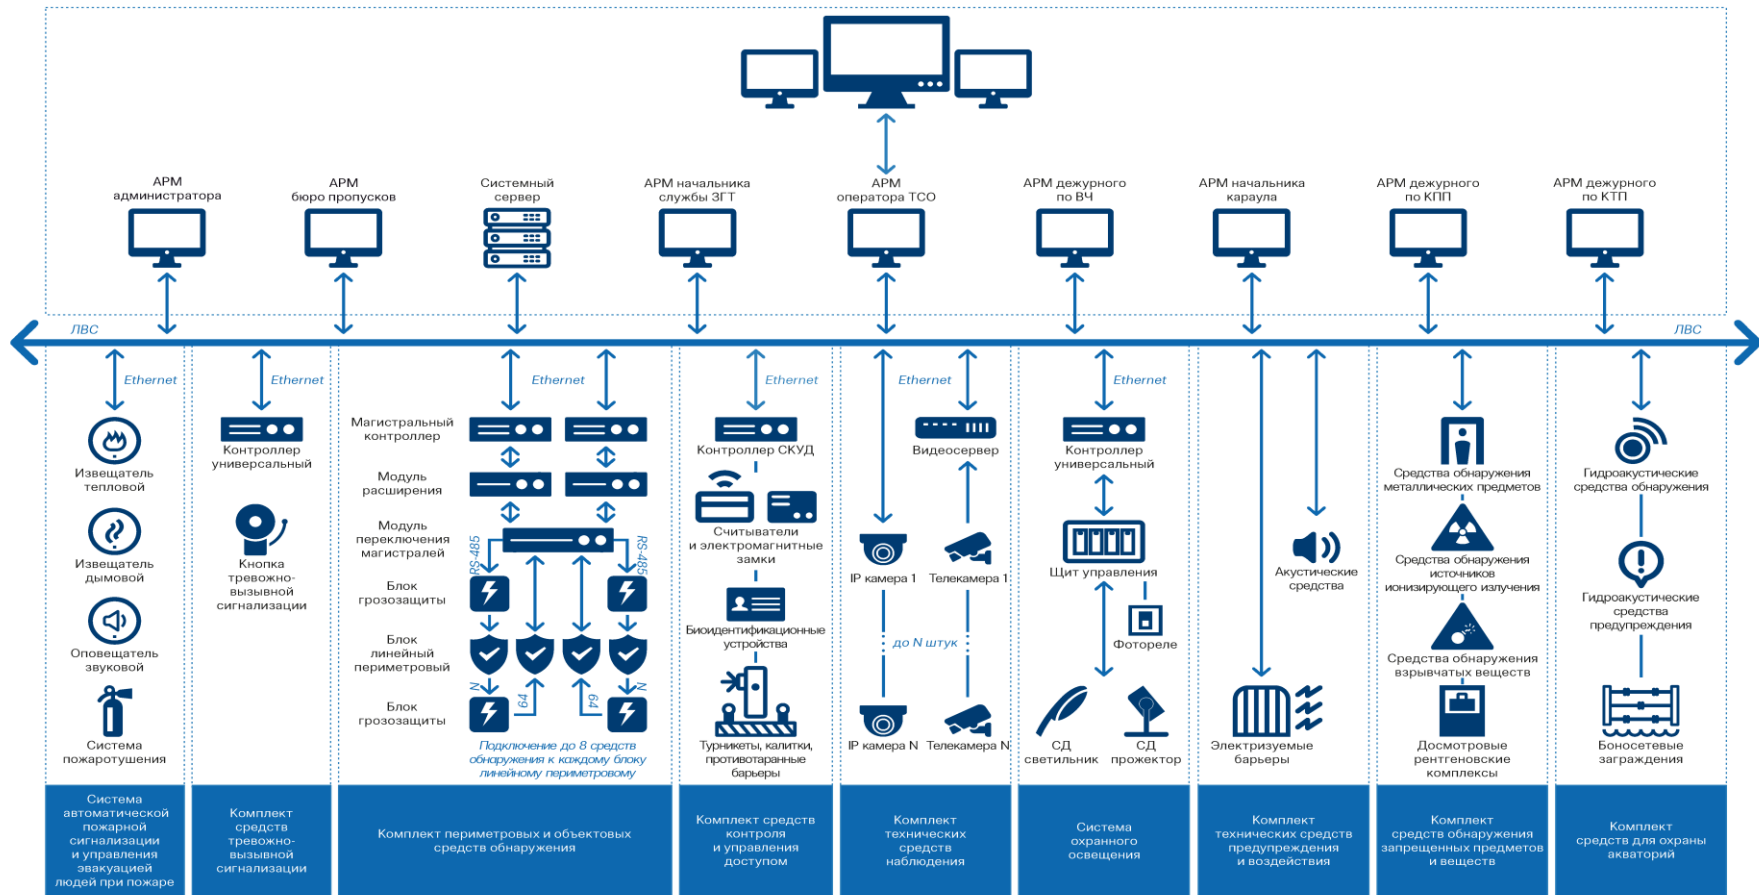 АРМ
администратора
АРМ
бюро пропусков
Системный
сервер
АРМ начальника
службы ЗГТ
АРМ
оператора ТСО
АРМ дежурного
по ВЧ
АРМ начальника
караула
АРМ дежурного
по КПП
АРМ дежурного
по КТП
ЛВС
ЛВС
Ethernet
Извещатель
тепловой
Извещатель
дымовой
Оповещатель
звуковой
Система
пожаротушения
Система
автоматической
пожарной
сигнализации
и управления
эвакуацией
людей при пожаре
Ethernet
Контроллер
универсальный
Кнопка
тревожно-
вызывной
сигнализации
Комплект
средств
тревожно-
вызывной
сигнализации
Ethernet
Магистральный
контроллер
Модуль
расширения
Модуль
переключения
магистралей
RS-485
RS-485
Блок
грозозащиты
Блок
линейный
периметровый
N
64
64
N
Блок
грозозащиты
Подключение до 8 средств
обнаружения к каждому блоку
линейному периметровому
Комплект периметровых и объектовых
средств обнаружения
Ethernet
Контроллер СКУД
Считыватели
и электромагнитные
замки
Биоидентификационные
устройства
Турникеты, калитки,
противотаранные
барьеры
Комплект средств
контроля
и управления
доступом
Ethernet
Видеосервер
IP камера 1
Телекамера 1
до N штук
IP камера N
Телекамера N
Комплект
технических
средств
наблюдения
Ethernet
Контроллер
универсальный
Щит управления
Фотореле
СД
светильник
СД
прожектор
Система
охранного
освещения
Акустические
средства
Электризуемые
барьеры
Комплект
технических средств
предупреждения
и воздействия
Средства обнаружения
металлических предметов
Средства обнаружения
источников
ионизирующего излучения
Средства обнаружения
взрывчатых веществ
Досмотровые
рентгеновские
комплексы
Комплект
средств обнаружения
запрещенных предметов
и веществ
Гидроакустические
средства обнаружения
Гидроакустические
средства
предупреждения
Боносетевые
заграждения
Комплект
средств для охраны
акваторий